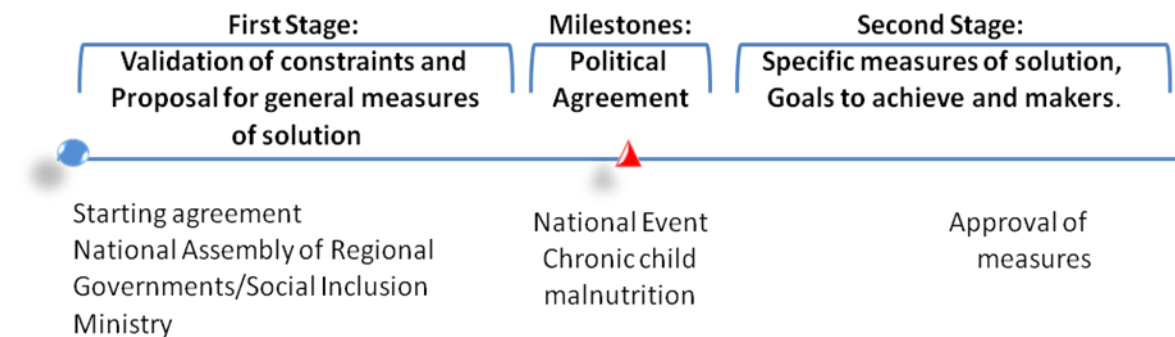 First Stage:
Validation of constraints and
Proposal for general measures
of solution
Milestones:
Political
Agreement
Second Stage:
Specific measures of solution,
Goals to achieve and makers.
Starting agreement
National Assembly of Regional
Governments/Social Inclusion
Ministry
National Event
Chronic child
malnutrition
Approval of
measures